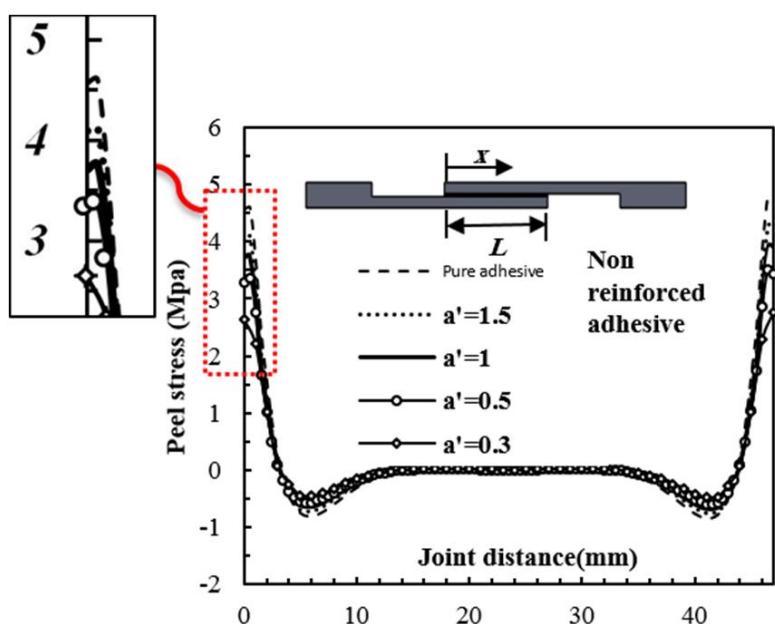 5
4
3
6
5
4
3
2
1
0
-1
-2
Peel stress (Mpa)
x
L
Non
reinforced
adhesive
Pure adhesive
a'=1.5
a'=1
a'=0.5
a'=0.3
Joint distance(mm)
0
10
20
30
40